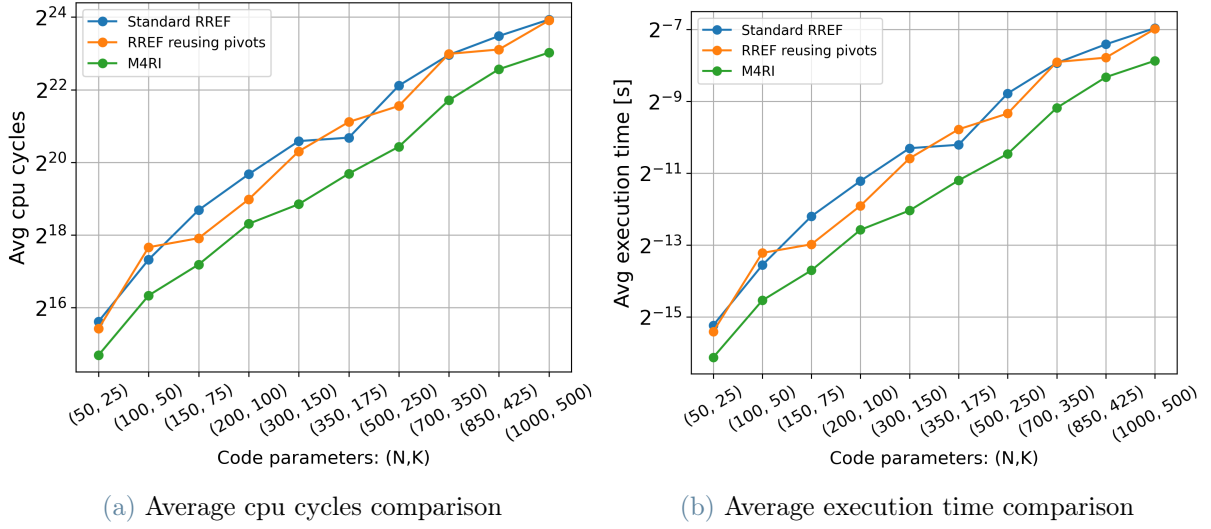 Avg cpu cycles
2^24
2^22
2^20
2^18
2^16
Standard RREF
RREF reusing pivots
M4RI
(50, 25)
(100, 50)
(150, 75)
(200, 100)
(300, 150)
(350, 175)
(500, 250)
(700, 350)
(850, 425)
(1000, 500)
Code parameters: (N,K)
(a) Average cpu cycles comparison
Avg execution time [s]
2^−7
2^−9
2^−11
2^−13
2^−15
Standard RREF
RREF reusing pivots
M4RI
(50, 25)
(100, 50)
(150, 75)
(200, 100)
(300, 150)
(350, 175)
(500, 250)
(700, 350)
(850, 425)
(1000, 500)
Code parameters: (N,K)
(b) Average execution time comparison